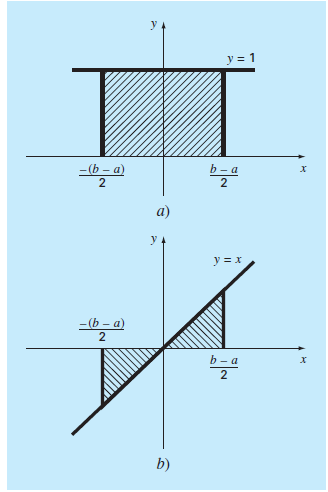 y
y = 1
–(b – a)
2
b – a
2
x
a)
y
y = x
–(b – a)
2
b – a
2
x
b)